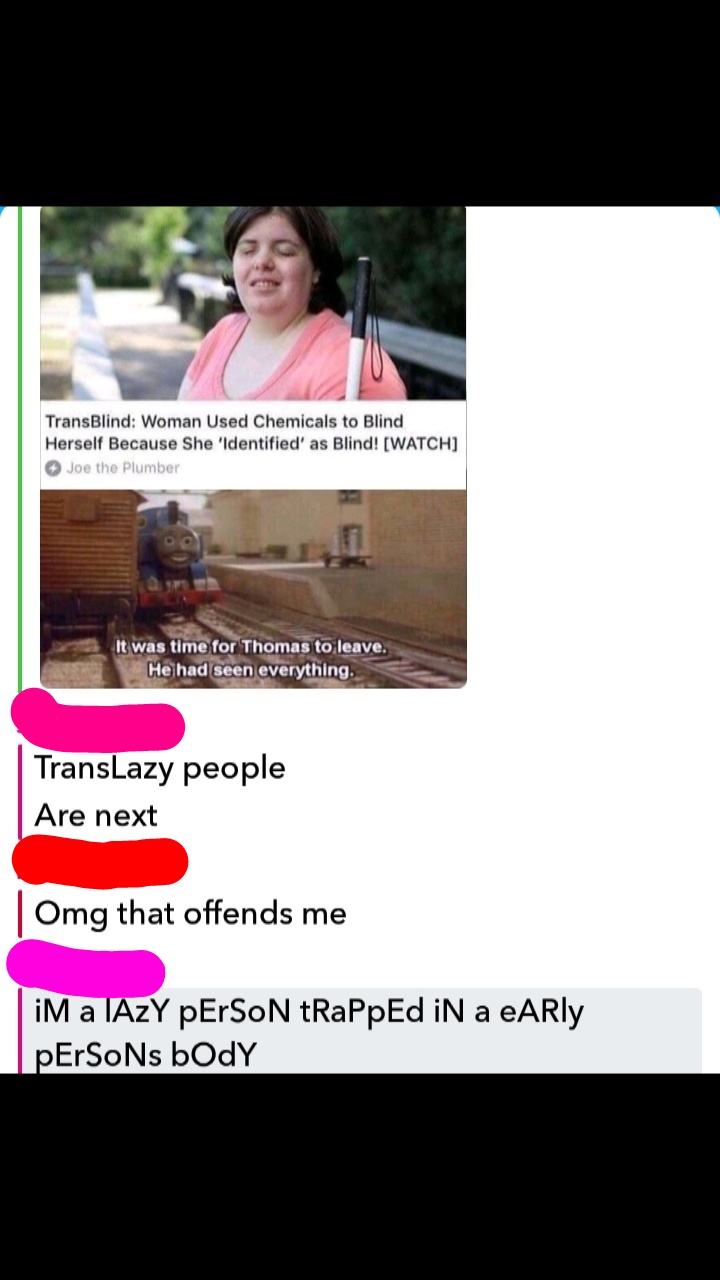 TransBlind: Woman Used Chemicals to Blind
Herself Because She 'Identified' as Blind! [WATCH]
Joe the Plumber
It was time for Thomas to leave.
He had seen everything.
TransLazy people
Are next
Omg that offends me
iM a lAzY pErSoN tRaPpEd iN a eARly
pErSoNs bOdY